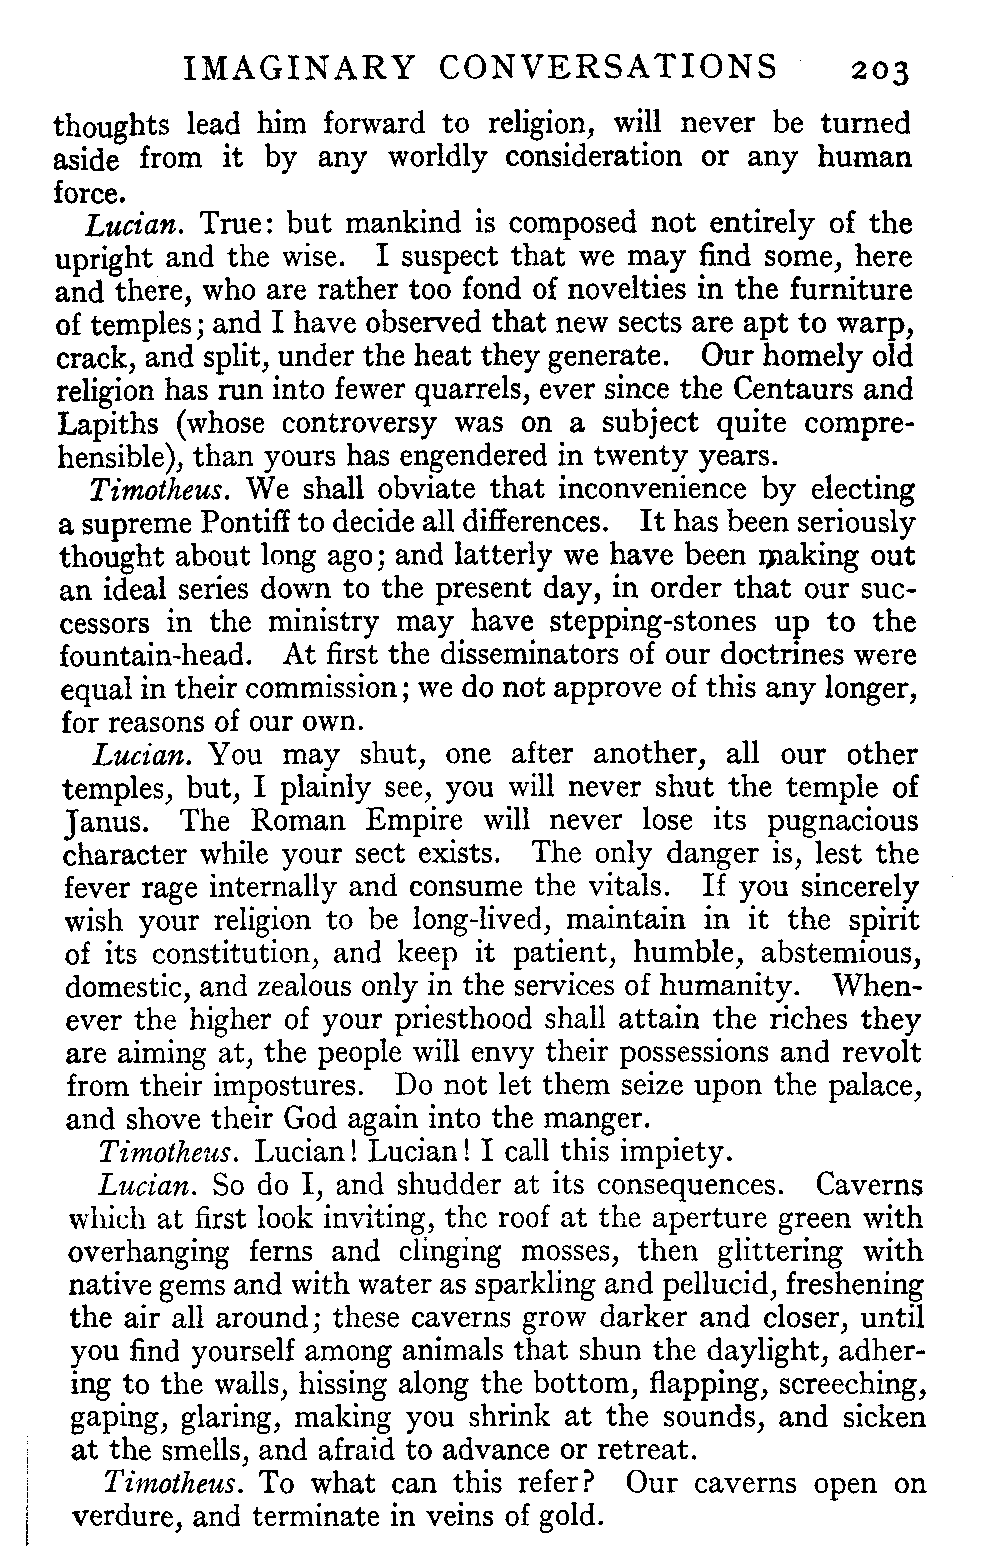 IMAGINARY CONVERSATIONS 203
thoughts lead him forward to religion, will never be turned
aside from it by any worldly consideration or any human
force.
Lucian. True: but mankind is composed not entirely of the
upright and the wise. I suspect that we may find some, here
and there, who are rather too fond of novelties in the furniture
of temples; and I have observed that new sects are apt to warp,
crack, and split, under the heat they generate. Our homely old
religion has run into fewer quarrels, ever since the Centaurs and
Lapiths (whose controversy was on a subject quite compre-
hensible), than yours has engendered in twenty years.
Timotheus. We shall obviate that inconvenience by electing
a supreme Pontiff to decide all differences. It has been seriously
thought about long ago; and latterly we have been making out
an ideal series down to the present day, in order that our suc-
cessors in the ministry may have stepping-stones up to the
fountain-head. At first the disseminators of our doctrines were
equal in their commission; we do not approve of this any longer,
for reasons of our own.
Lucian. You may shut, one after another, all our other
temples, but, I plainly see, you will never shut the temple of
Janus. The Roman Empire will never lose its pugnacious
character while your sect exists. The only danger is, lest the
fever rage internally and consume the vitals. If you sincerely
wish your religion to be long-lived, maintain in it the spirit
of its constitution, and keep it patient, humble, abstemious,
domestic, and zealous only in the services of humanity. When-
ever the higher of your priesthood shall attain the riches they
are aiming at, the people will envy their possessions and revolt
from their impostures. Do not let them seize upon the palace,
and shove their God again into the manger.
Timotheus. Lucian! Lucian! I call this impiety.
Lucian. So do I, and shudder at its consequences. Caverns
which at first look inviting, the roof at the aperture green with
overhanging ferns and clinging mosses, then glittering with
native gems and with water as sparkling and pellucid, freshening
the air all around; these caverns grow darker and closer, until
you find yourself among animals that shun the daylight, adher-
ing to the walls, hissing along the bottom, flapping, screeching,
gaping, glaring, making you shrink at the sounds, and sicken
at the smells, and afraid to advance or retreat.
Timotheus. To what can this refer? Our caverns open on
verdure, and terminate in veins of gold.